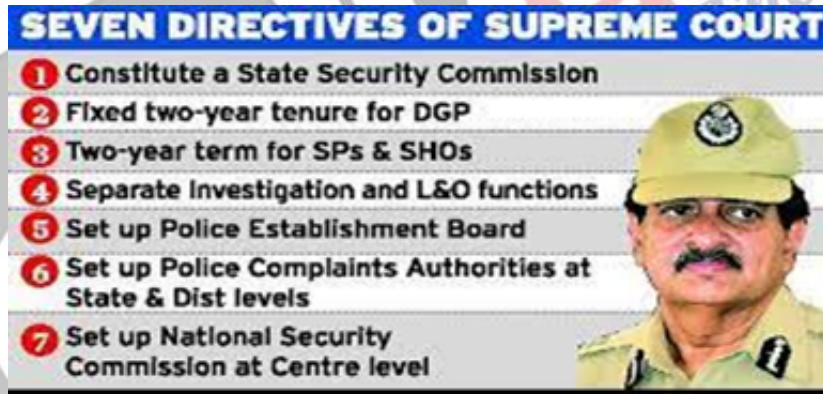 SEVEN DIRECTIVES OF SUPREME COURT
1 Constitute a State Security Commission
2 Fixed two-year tenure for DGP
3 Two-year term for SPs & SHOs
4 Separate Investigation and L&O functions
5 Set up Police Establishment Board
6 Set up Police Complaints Authorities at
State & Dist levels
7 Set up National Security
Commission at Centre level